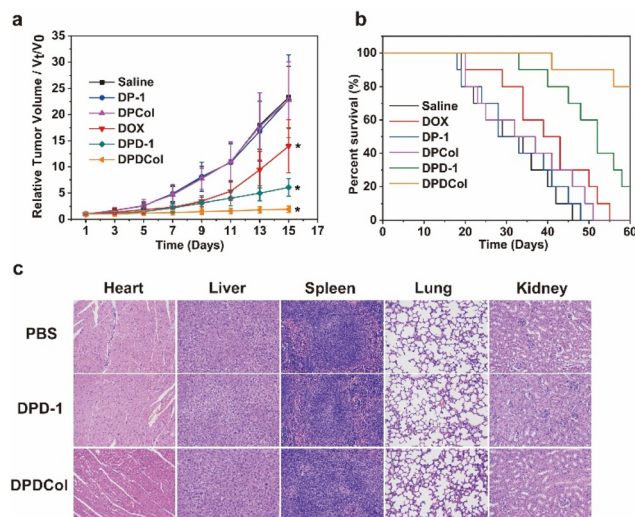 a
Relative Tumor Volume / Vt/V0
35
30
25
20
15
10
5
0
Saline
DP-1
DPCol
DOX
DPD-1
DPDCol
*
*
*
1 3 5 7 9 11 13 15 17
Time (Days)
b
Percent survival (%)
100
80
60
40
20
0
Saline
DOX
DP-1
DPCol
DPD-1
DPDCol
0 10 20 30 40 50 60
Time (Days)
c
Heart Liver Spleen Lung Kidney
PBS
DPD-1
DPDCol